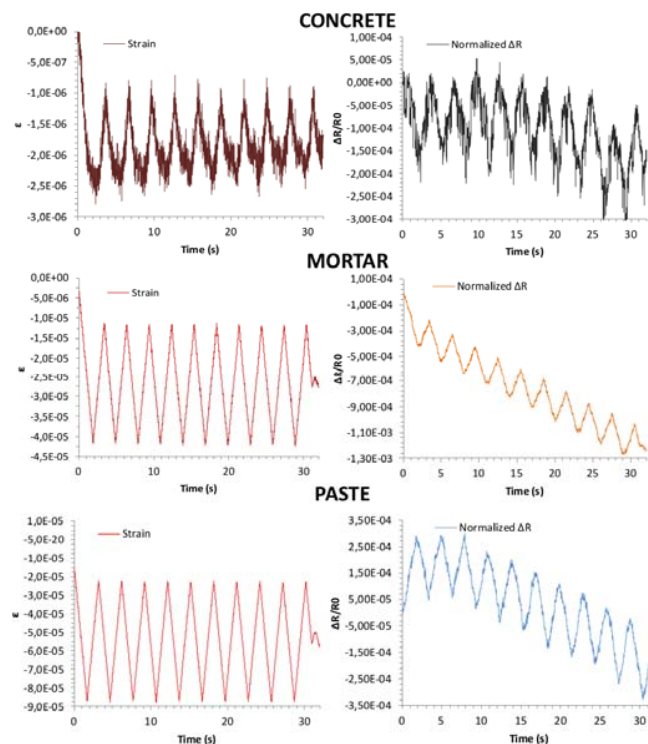 CONCRETE
0,0E+00
-5,0E-07
-1,0E-06
-1,5E-06
-2,0E-06
-2,5E-06
-3,0E-06
ε
Strain
0 10 20 30
Time (s)
1,00E-04
5,00E-05
0,00E+00
-5,00E-05
-1,00E-04
-1,50E-04
-2,00E-04
-2,50E-04
-3,00E-04
ΔR/R0
Normalized ΔR
0 5 10 15 20 25 30
Time (s)
MORTAR
0,0E+00
-5,0E-06
-1,0E-05
-1,5E-05
-2,0E-05
-2,5E-05
-3,0E-05
-3,5E-05
-4,0E-05
-4,5E-05
ε
Strain
0 10 20 30
Time (s)
1,00E-04
-1,00E-04
-3,00E-04
-5,00E-04
-7,00E-04
-9,00E-04
-1,10E-03
-1,30E-03
Δt/R0
Normalized ΔR
0 5 10 15 20 25 30
Time (s)
PASTE
1,0E-05
-5,0E-20
-1,0E-05
-2,0E-05
-3,0E-05
-4,0E-05
-5,0E-05
-6,0E-05
-7,0E-05
-8,0E-05
-9,0E-05
ε
Strain
0 10 20 30
Time (s)
3,50E-04
2,50E-04
1,50E-04
5,00E-05
-5,00E-05
-1,50E-04
-2,50E-04
-3,50E-04
ΔR/R0
Normalized ΔR
0 5 10 15 20 25 30
Time (s)